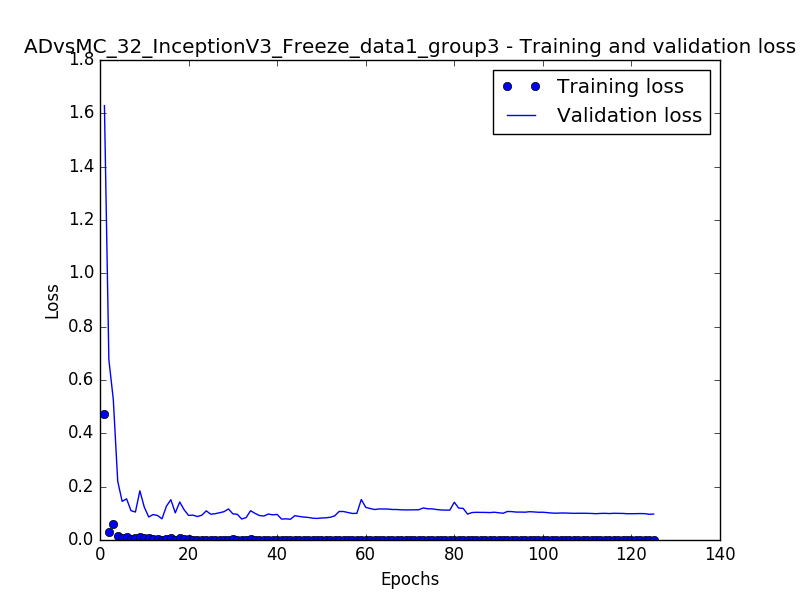 ADvsMC_32_InceptionV3_Freeze_data1_group3 - Training and validation loss
1.8
1.6
1.4
1.2
1.0
0.8
0.6
0.4
0.2
0.0
Loss
Training loss
Validation loss
0 20 40 60 80 100 120 140
Epochs